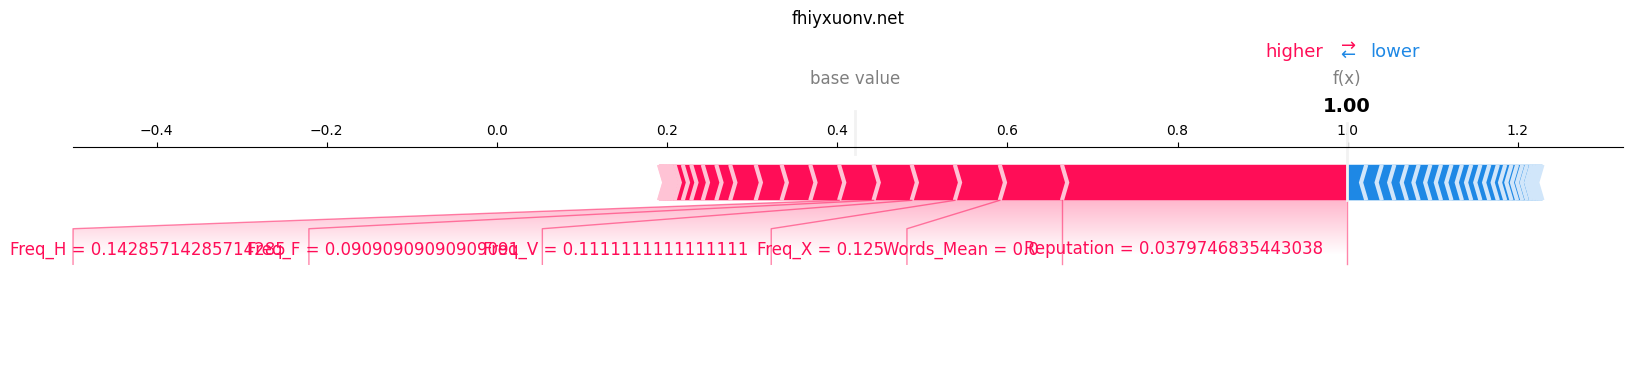 fhiyxuonv.net
higher → ← lower
base value f(x)
1.00
−0.4 −0.2 0.0 0.2 0.4 0.6 0.8 1.0 1.2
Freq_H = 0.14285714285714285 Freq_F = 0.09090909090909091 Freq_V = 0.1111111111111111 Freq_X = 0.125 Words_Mean = 0.0 Reputation = 0.0379746835443038